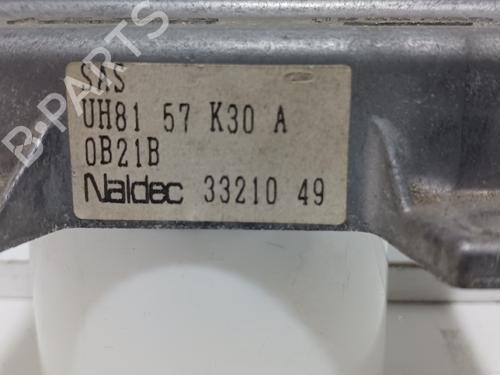 SAS
UH81 57 K30 A
0B21B
Naldec 33210 49
B-PARTS